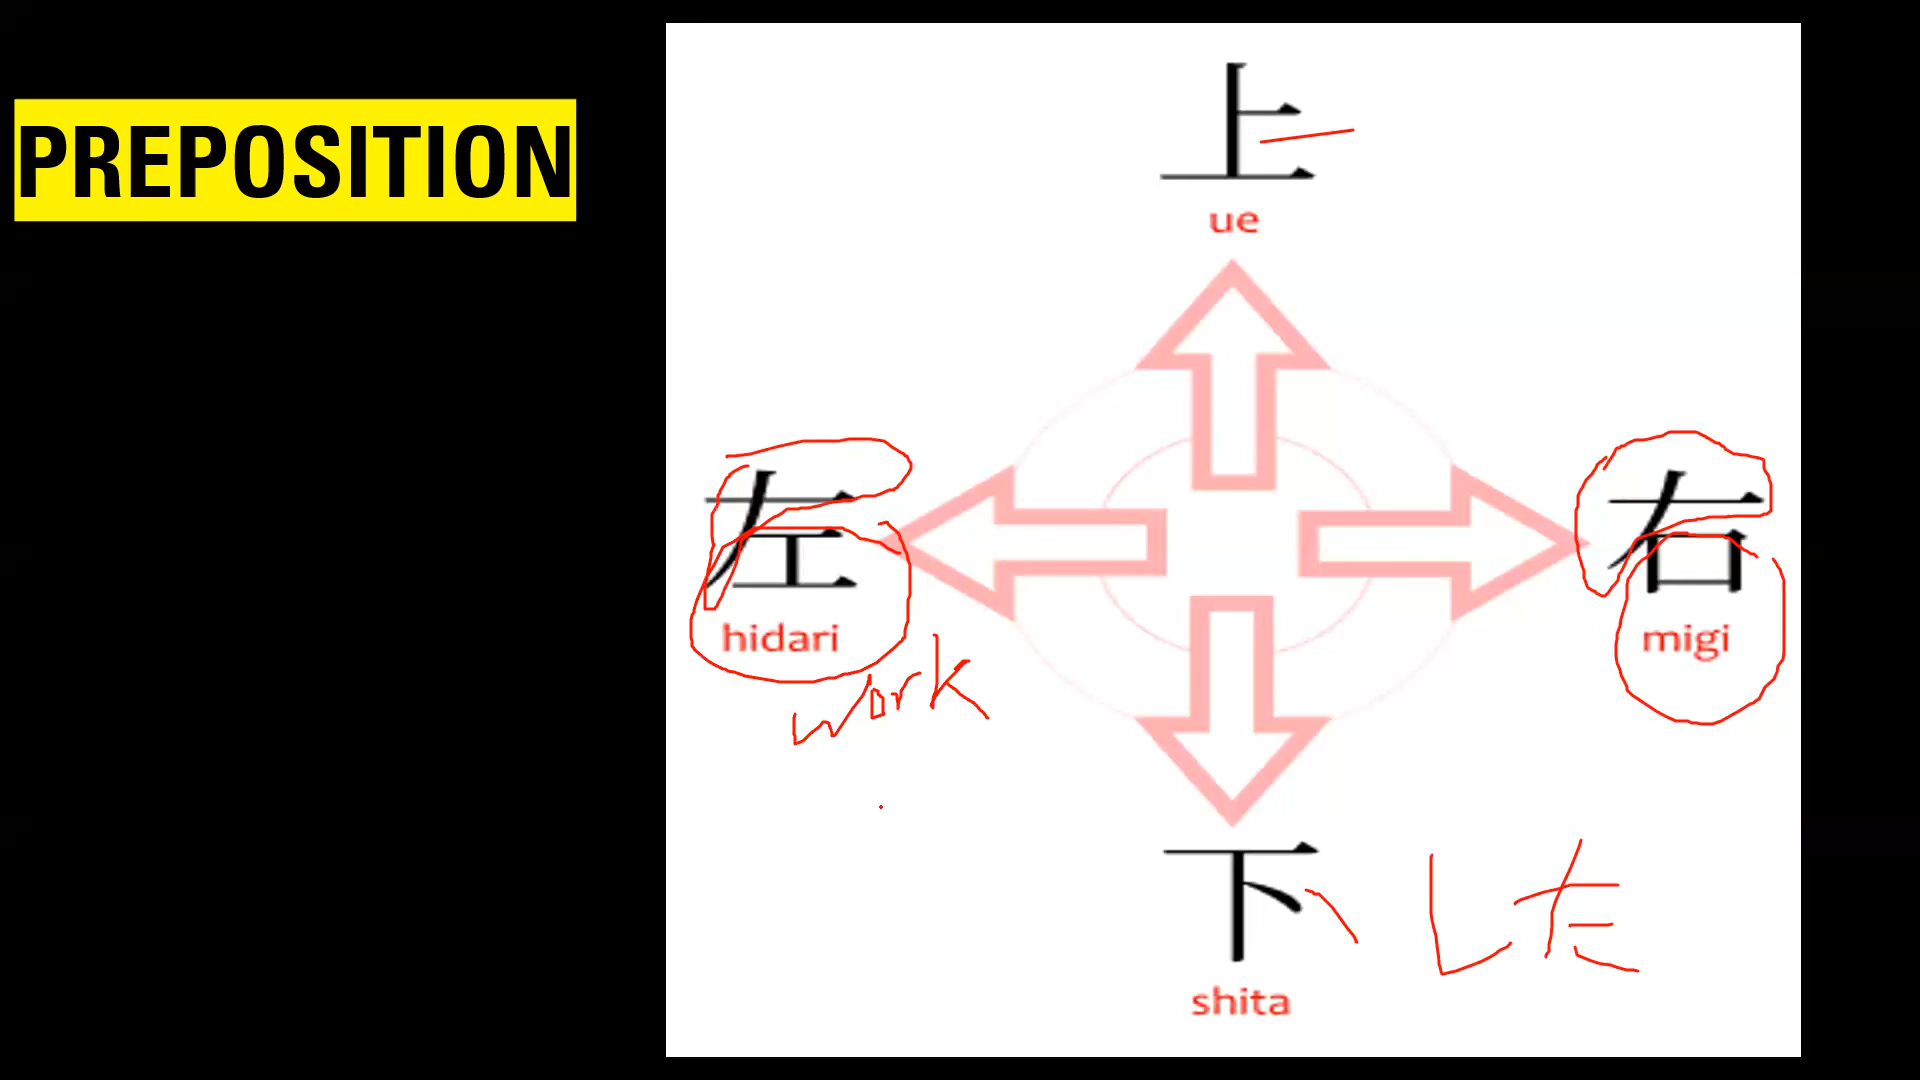 PREPOSITION
上
ue
左
hidari
右
migi
work
下
shita
した